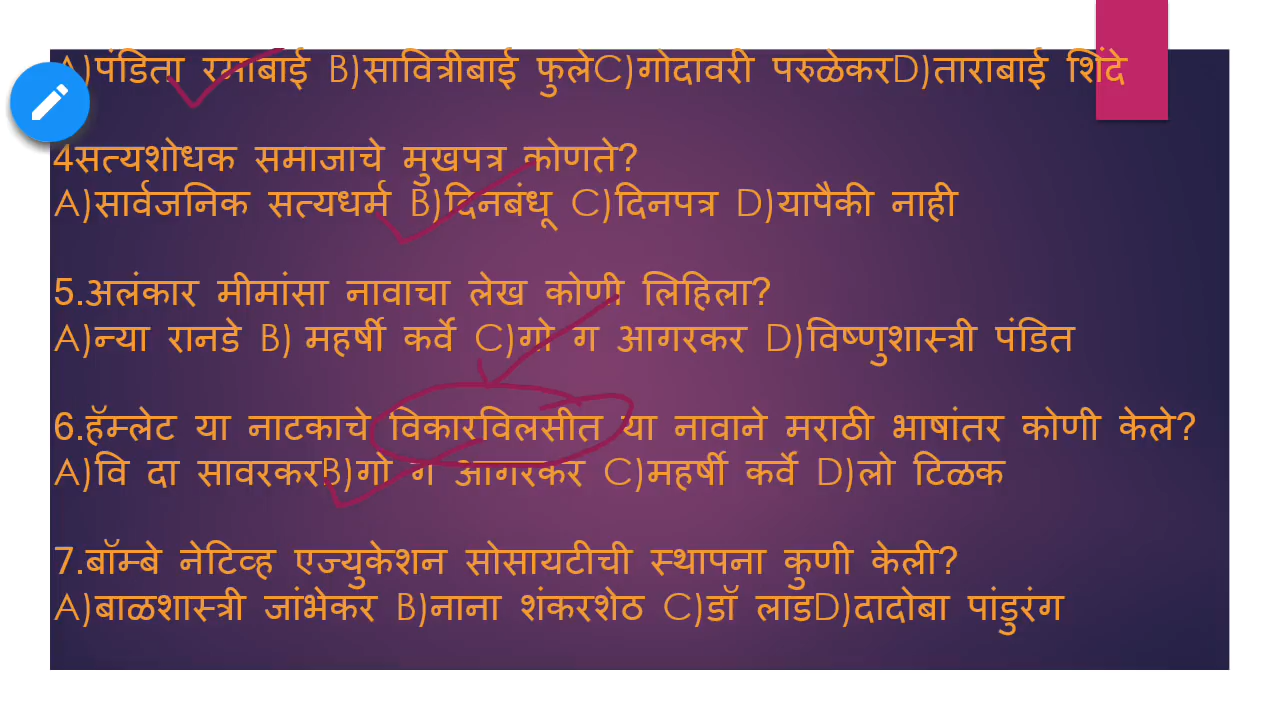 A)पंडिता रमाबाई B)सावित्रीबाई फुलेC)गोदावरी परुळेकरD)ताराबाई शिंदे
4सत्यशोधक समाजाचे मुखपत्र कोणते?
A)सार्वजनिक सत्यधर्म B)दिनबंधू C)दिनपत्र D)यापैकी नाही
5.अलंकार मीमांसा नावाचा लेख कोणी लिहिला?
A)न्या रानडे B) महर्षी कर्वे C)गो ग आगरकर D)विष्णुशास्त्री पंडित
6.हॅम्लेट या नाटकाचे विकारविलसीत या नावाने मराठी भाषांतर कोणी केले?
A)वि दा सावरकरB)गो ग आगरकर C)महर्षी कर्वे D)लो टिळक
7.बॉम्बे नेटिव्ह एज्युकेशन सोसायटीची स्थापना कुणी केली?
A)बाळशास्त्री जांभेकर B)नाना शंकरशेठ C)डॉ लाडD)दादोबा पांडुरंग